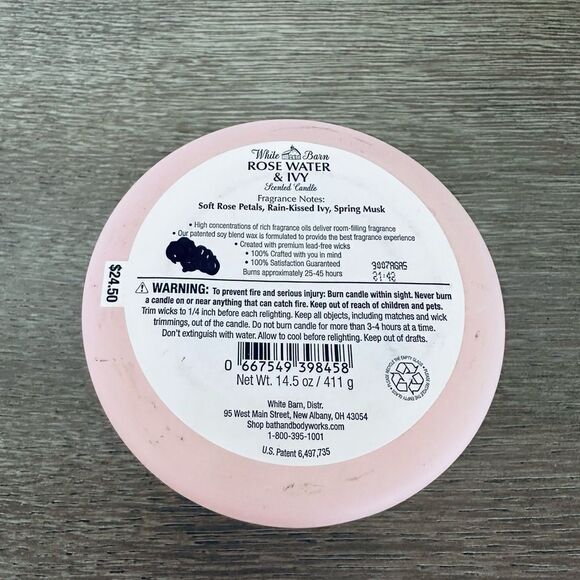 White Barn
ROSE WATER
& IVY
Scented Candle
Fragrance Notes:
Soft Rose Petals, Rain-Kissed Ivy, Spring Musk
• High concentrations of rich fragrance oils deliver room-filling fragrance
• Our patented soy blend wax is formulated to provide the best fragrance experience
• Created with premium lead-free wicks
• 100% Crafted with you in mind
• 100% Satisfaction Guaranteed
Burns approximately 25-45 hours
21:42
$24.50
WARNING: To prevent fire and serious injury: Burn candle within sight. Never burn
a candle on or near anything that can catch fire. Keep out of reach of children and pets.
Trim wicks to 1/4 inch before each relighting. Keep all objects, including matches and wick
trimmings, out of the candle. Do not burn candle for more than 3-4 hours at a time.
Don't extinguish with water. Allow to cool before relighting. Keep out of drafts.
0 667549 398458
Net Wt. 14.5 oz / 411 g
PLEASE RECYCLE THE EMPTY GLASS
White Barn, Distr.
95 West Main Street, New Albany, OH 43054
Shop bathandbodyworks.com
1-800-395-1001
U.S. Patent 6,497,735